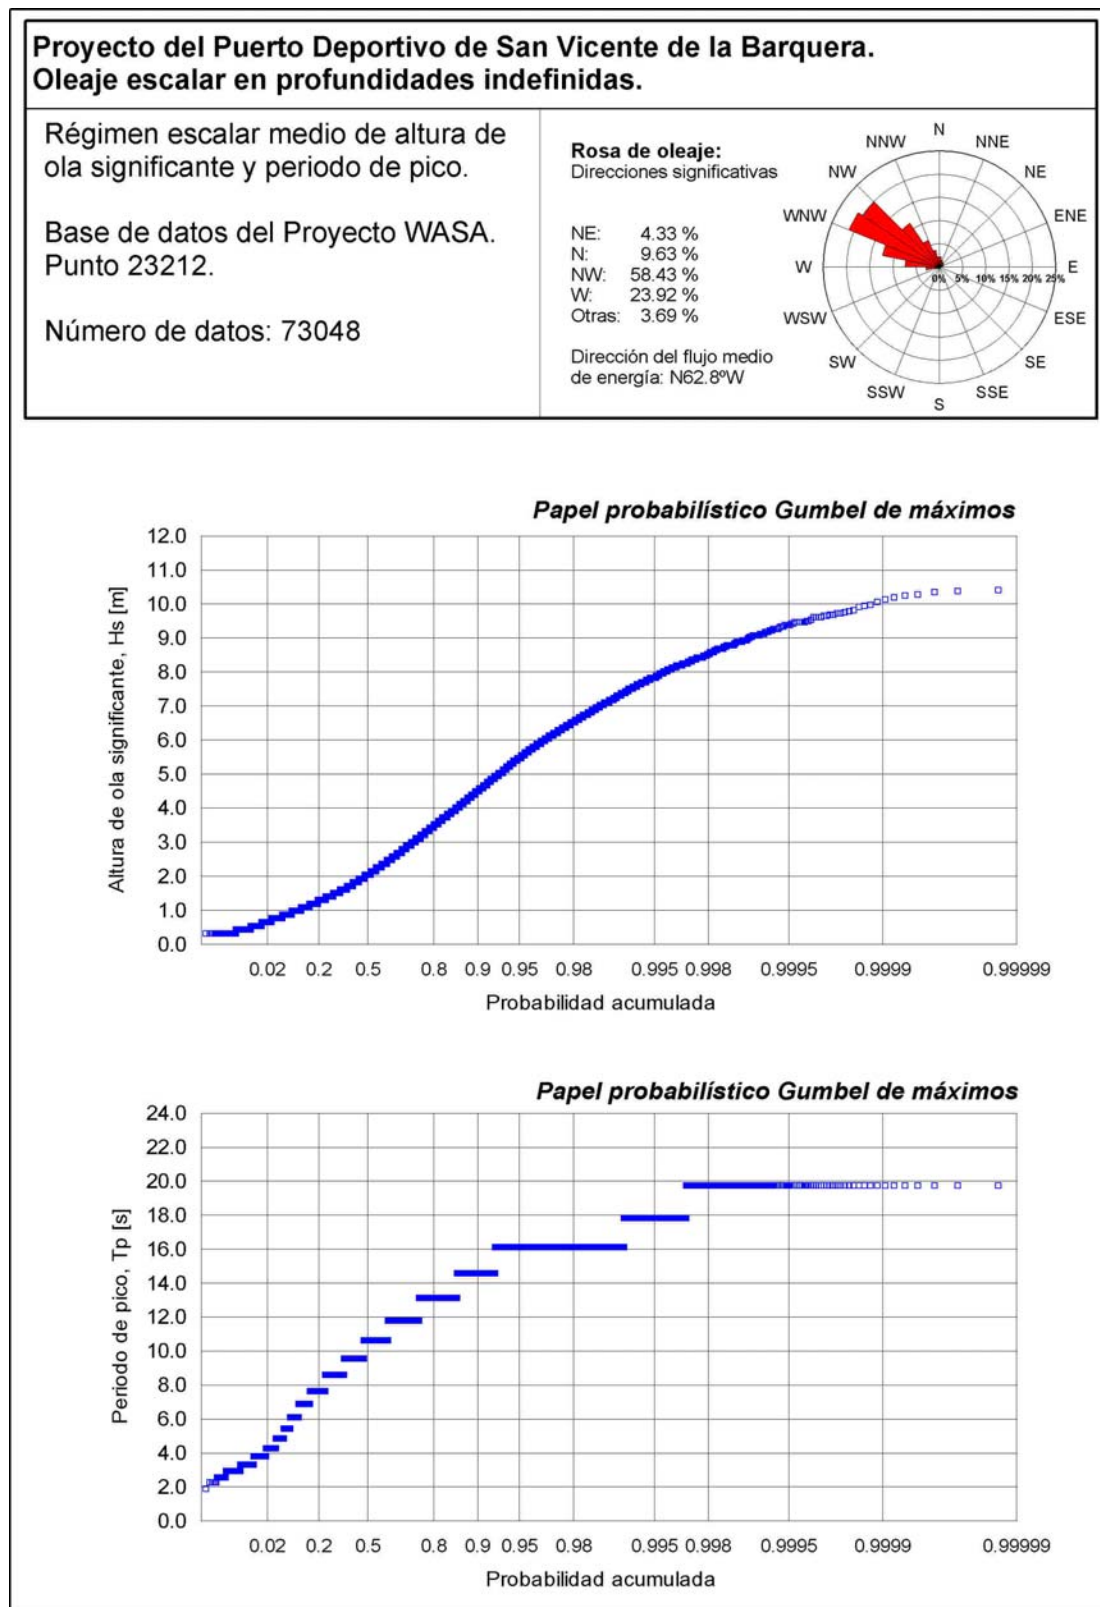 Proyecto del Puerto Deportivo de San Vicente de la Barquera.
Oleaje escalar en profundidades indefinidas.
Régimen escalar medio de altura de
ola significante y periodo de pico.
Base de datos del Proyecto WASA.
Punto 23212.
Número de datos: 73048
Rosa de oleaje:
Direcciones significativas
NE: 4.33 %
N: 9.63 %
NW: 58.43 %
W: 23.92 %
Otras: 3.69 %
Dirección del flujo medio
de energía: N62.8ºW
N
NNW NNE
NW NE
WNW ENE
W E
0% 5% 10% 15% 20% 25%
WSW ESE
SW SE
SSW SSE
S
Papel probabilístico Gumbel de máximos
Altura de ola significante, Hs [m]
12.0
11.0
10.0
9.0
8.0
7.0
6.0
5.0
4.0
3.0
2.0
1.0
0.0
0.02 0.2 0.5 0.8 0.9 0.95 0.98 0.995 0.998 0.9995 0.9999 0.99999
Probabilidad acumulada
Papel probabilístico Gumbel de máximos
Periodo de pico, Tp [s]
24.0
22.0
20.0
18.0
16.0
14.0
12.0
10.0
8.0
6.0
4.0
2.0
0.0
0.02 0.2 0.5 0.8 0.9 0.95 0.98 0.995 0.998 0.9995 0.9999 0.99999
Probabilidad acumulada